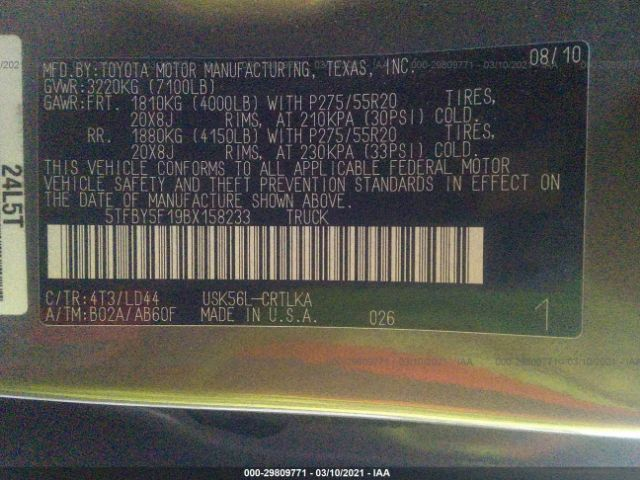 MFD.BY:TOYOTA MOTOR MANUFACTURING, TEXAS, INC. 08/10
GVWR:3220KG (7100LB)
GAWR:FRT. 1810KG (4000LB) WITH P275/55R20 TIRES,
20X8J RIMS, AT 210KPA (30PSI) COLD.
RR. 1880KG (4150LB) WITH P275/55R20 TIRES,
20X8J RIMS, AT 230KPA (33PSI) COLD.
THIS VEHICLE CONFORMS TO ALL APPLICABLE FEDERAL MOTOR
VEHICLE SAFETY AND THEFT PREVENTION STANDARDS IN EFFECT ON
THE DATE OF MANUFACTURE SHOWN ABOVE.
5TFBY5F19BX158233 TRUCK
C/TR:4T3/LD44 USK56L-CRTLKA
A/TM:B02A/AB60F MADE IN U.S.A. 026 1
24L5T
000-29809771 - 03/10/2021 - IAA